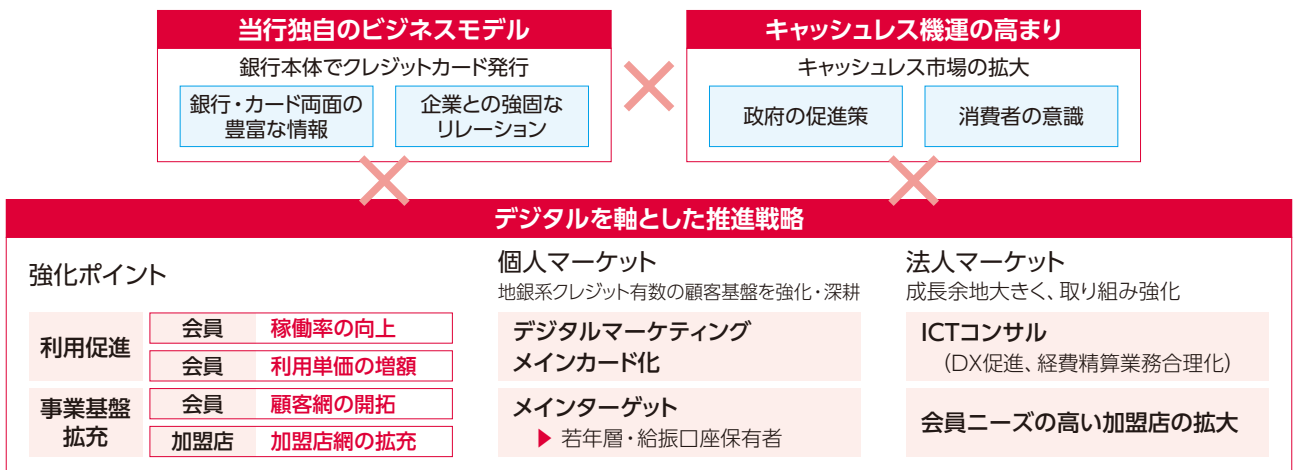 当行独自のビジネスモデル
銀行本体でクレジットカード発行
銀行・カード両面の
豊富な情報
企業との強固な
リレーション
キャッシュレス機運の高まり
キャッシュレス市場の拡大
政府の促進策
消費者の意識
デジタルを軸とした推進戦略
強化ポイント
利用促進
会員 稼働率の向上
会員 利用単価の増額
事業基盤
拡充
会員 顧客網の開拓
加盟店 加盟店網の拡充
個人マーケット
地銀系クレジット有数の顧客基盤を強化・深耕
デジタルマーケティング
メインカード化
メインターゲット
▶ 若年層・給振口座保有者
法人マーケット
成長余地大きく、取り組み強化
ICTコンサル
（DX促進、経費精算業務合理化）
会員ニーズの高い加盟店の拡大